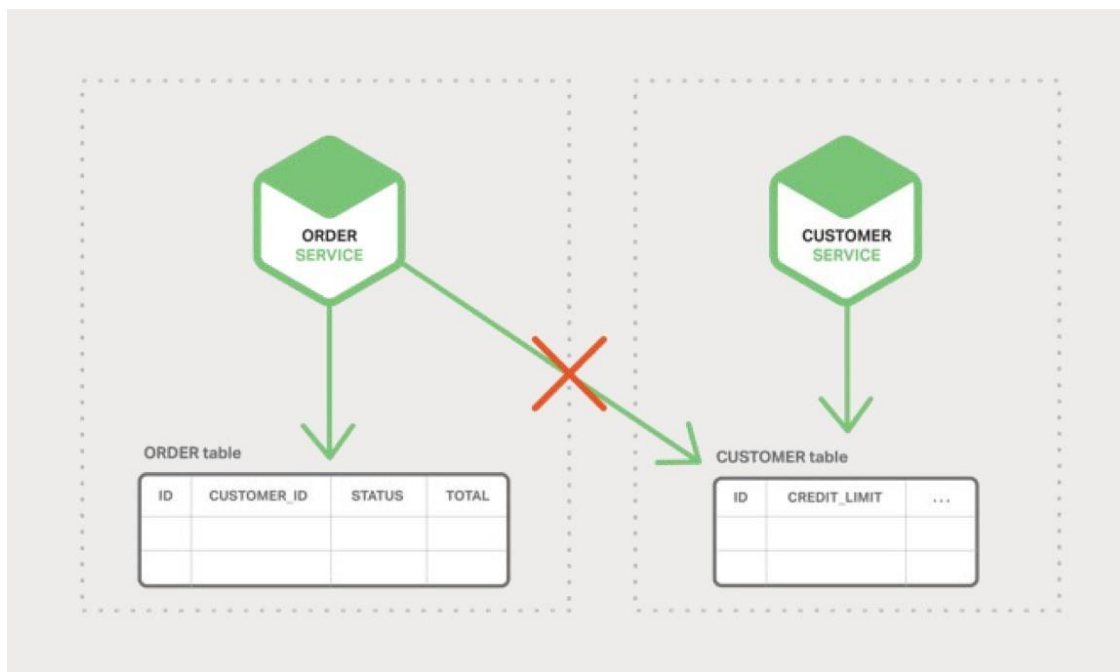 ORDER
SERVICE
CUSTOMER
SERVICE
ORDER table
ID CUSTOMER_ID STATUS TOTAL
CUSTOMER table
ID CREDIT_LIMIT ...